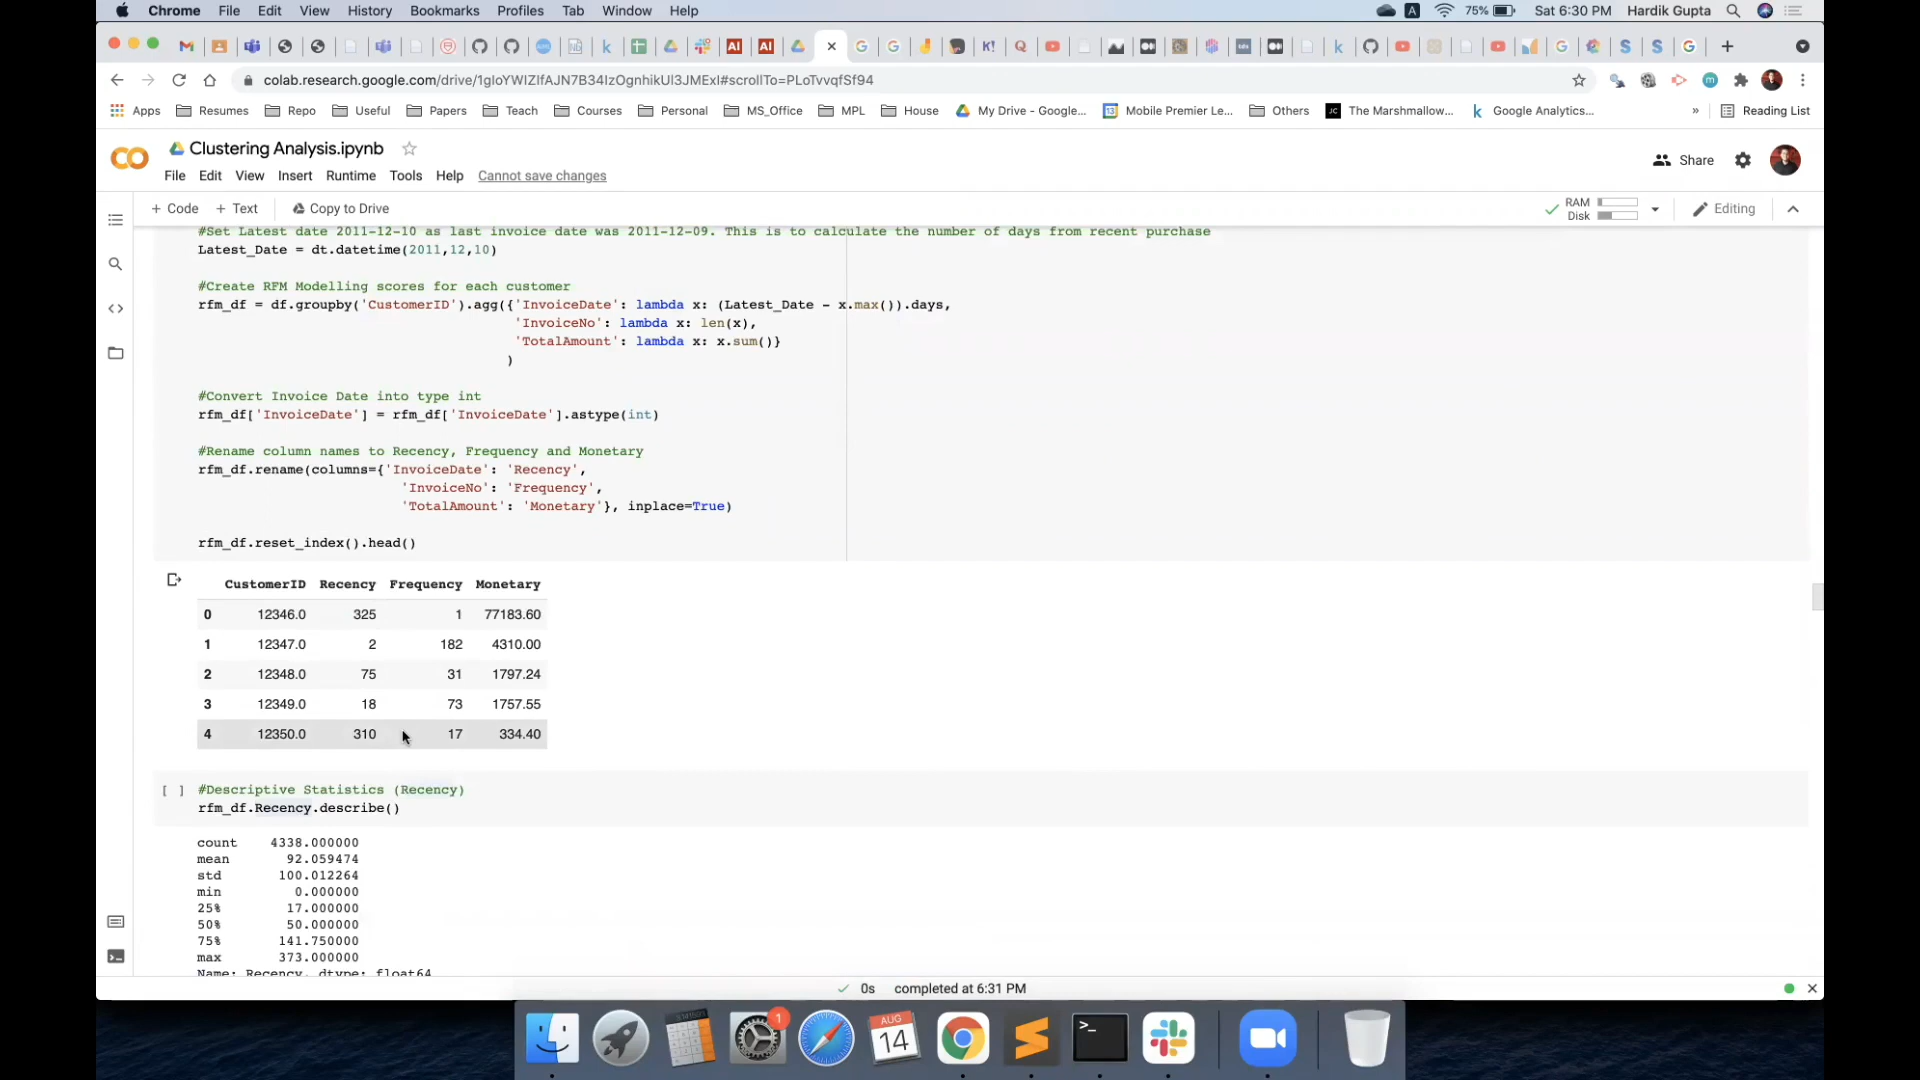 Chrome File Edit View History Bookmarks Profiles Tab Window Help
A 75% Sat 6:30 PM Hardik Gupta
colab.research.google.com/drive/1gIoYWIZlfAJN7B34IzOgnhikUl3JMExI#scrollTo=PLoTvvqfSf94
Apps Resumes Repo Useful Papers Teach Courses Personal MS_Office MPL House My Drive - Google... Mobile Premier Le... Others The Marshmallow... Google Analytics... » Reading List
Clustering Analysis.ipynb
Share
File Edit View Insert Runtime Tools Help Cannot save changes
+ Code + Text Copy to Drive
RAM
Disk
Editing
#Set Latest date 2011-12-10 as last invoice date was 2011-12-09. This is to calculate the number of days from recent purchase
Latest_Date = dt.datetime(2011,12,10)
#Create RFM Modelling scores for each customer
rfm_df = df.groupby('CustomerID').agg({'InvoiceDate': lambda x: (Latest_Date - x.max()).days,
'InvoiceNo': lambda x: len(x),
'TotalAmount': lambda x: x.sum()}
)
#Convert Invoice Date into type int
rfm_df['InvoiceDate'] = rfm_df['InvoiceDate'].astype(int)
#Rename column names to Recency, Frequency and Monetary
rfm_df.rename(columns={'InvoiceDate': 'Recency',
'InvoiceNo': 'Frequency',
'TotalAmount': 'Monetary'}, inplace=True)
rfm_df.reset_index().head()
CustomerID Recency Frequency Monetary
0 12346.0 325 1 77183.60
1 12347.0 2 182 4310.00
2 12348.0 75 31 1797.24
3 12349.0 18 73 1757.55
4 12350.0 310 17 334.40
[ ] #Descriptive Statistics (Recency)
rfm_df.Recency.describe()
count 4338.000000
mean 92.059474
std 100.012264
min 0.000000
25% 17.000000
50% 50.000000
75% 141.750000
max 373.000000
Name: Recency, dtype: float64
0s completed at 6:31 PM
1
AUG
14